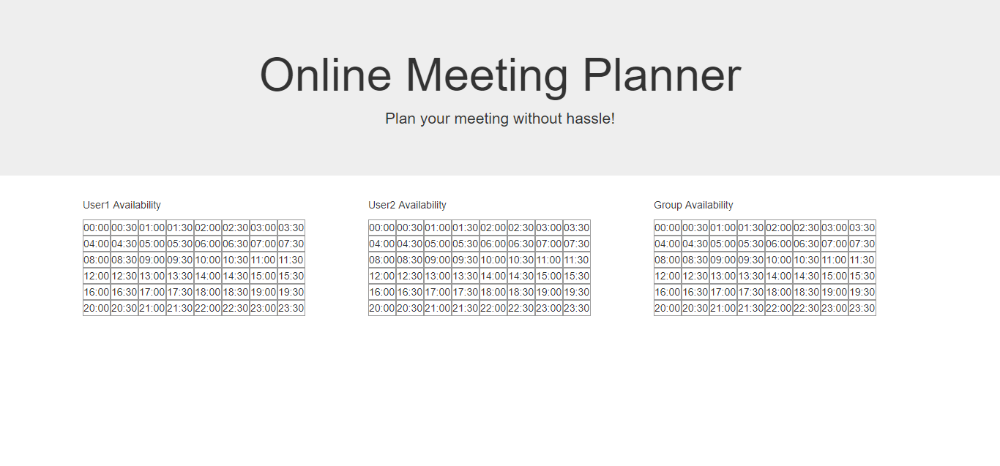 Online Meeting Planner
Plan your meeting without hassle!
User1 Availability
00:00 00:30 01:00 01:30 02:00 02:30 03:00 03:30
04:00 04:30 05:00 05:30 06:00 06:30 07:00 07:30
08:00 08:30 09:00 09:30 10:00 10:30 11:00 11:30
12:00 12:30 13:00 13:30 14:00 14:30 15:00 15:30
16:00 16:30 17:00 17:30 18:00 18:30 19:00 19:30
20:00 20:30 21:00 21:30 22:00 22:30 23:00 23:30
User2 Availability
00:00 00:30 01:00 01:30 02:00 02:30 03:00 03:30
04:00 04:30 05:00 05:30 06:00 06:30 07:00 07:30
08:00 08:30 09:00 09:30 10:00 10:30 11:00 11:30
12:00 12:30 13:00 13:30 14:00 14:30 15:00 15:30
16:00 16:30 17:00 17:30 18:00 18:30 19:00 19:30
20:00 20:30 21:00 21:30 22:00 22:30 23:00 23:30
Group Availability
00:00 00:30 01:00 01:30 02:00 02:30 03:00 03:30
04:00 04:30 05:00 05:30 06:00 06:30 07:00 07:30
08:00 08:30 09:00 09:30 10:00 10:30 11:00 11:30
12:00 12:30 13:00 13:30 14:00 14:30 15:00 15:30
16:00 16:30 17:00 17:30 18:00 18:30 19:00 19:30
20:00 20:30 21:00 21:30 22:00 22:30 23:00 23:30